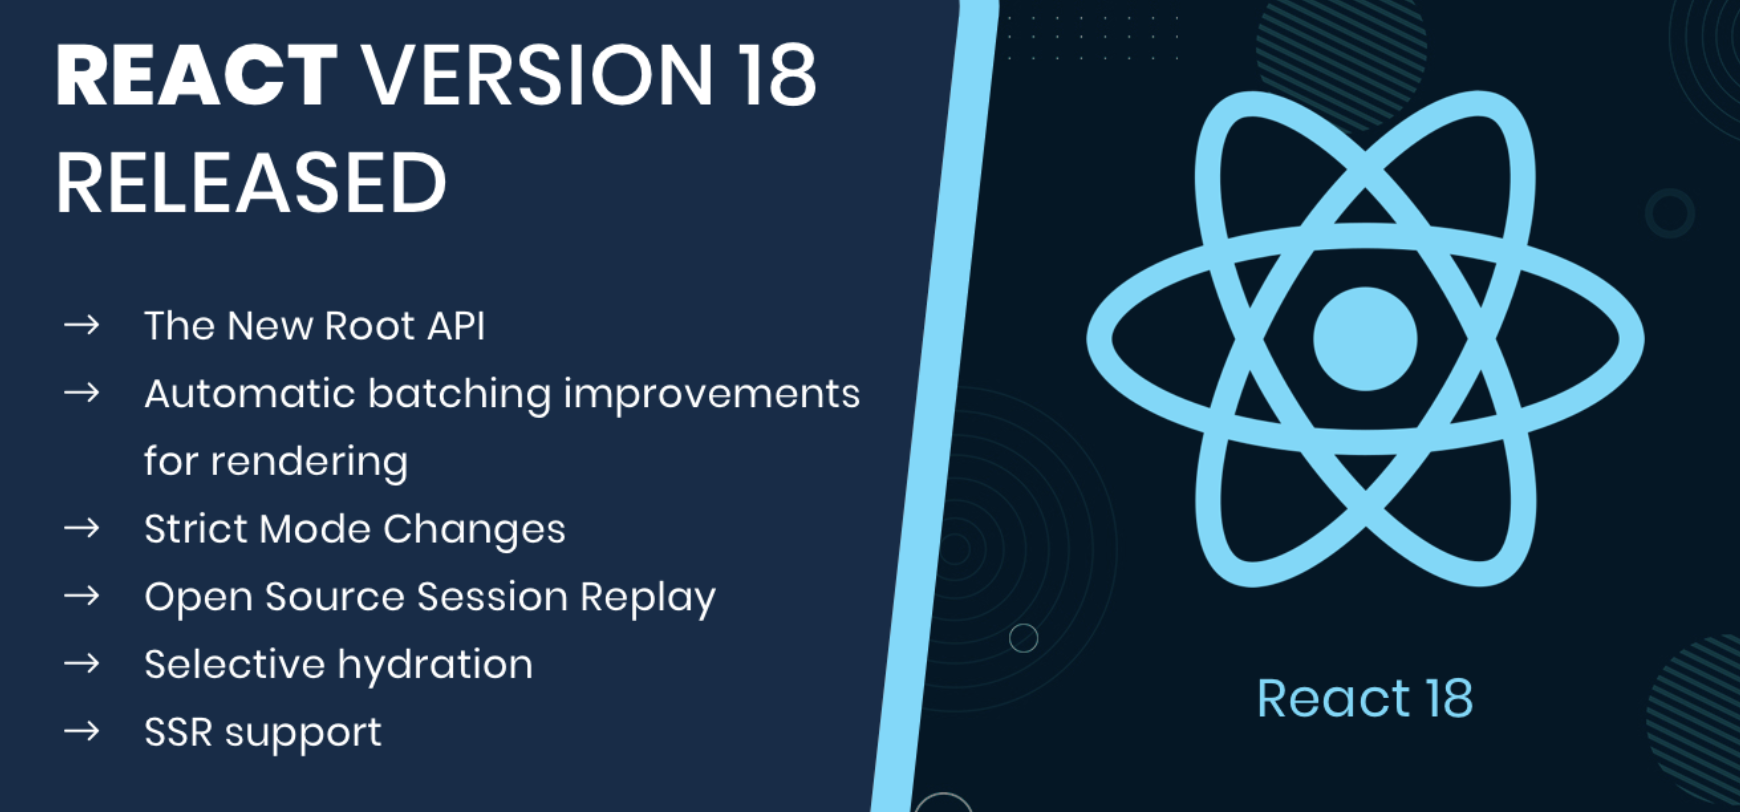 REACT VERSION 18
RELEASED
→ The New Root API
→ Automatic batching improvements
for rendering
→ Strict Mode Changes
→ Open Source Session Replay
→ Selective hydration
→ SSR support
React 18